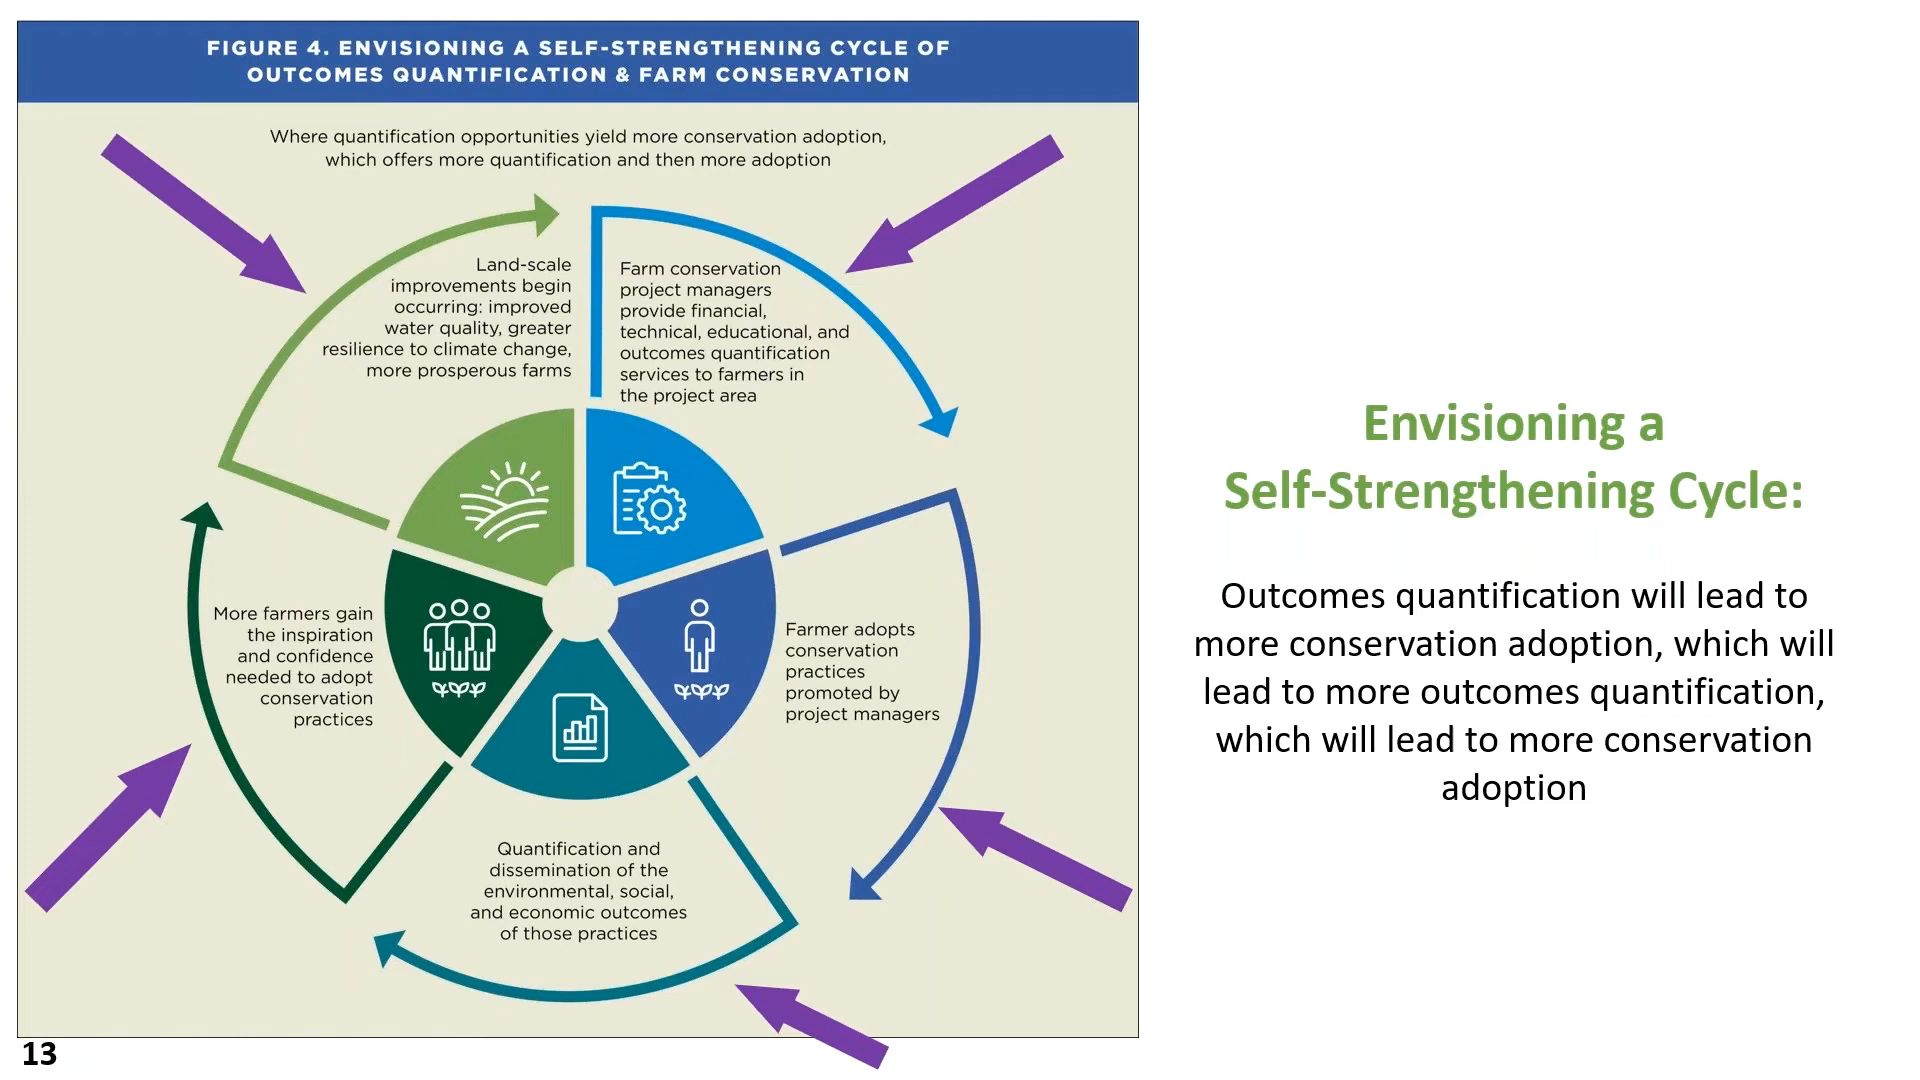 FIGURE 4. ENVISIONING A SELF-STRENGTHENING CYCLE OF
OUTCOMES QUANTIFICATION & FARM CONSERVATION
Where quantification opportunities yield more conservation adoption,
which offers more quantification and then more adoption
Land-scale
improvements begin
occurring: improved
water quality, greater
resilience to climate change,
more prosperous farms
Farm conservation
project managers
provide financial,
technical, educational, and
outcomes quantification
services to farmers in
the project area
More farmers gain
the inspiration
and confidence
needed to adopt
conservation
practices
Farmer adopts
conservation
practices
promoted by
project managers
Quantification and
dissemination of the
environmental, social,
and economic outcomes
of those practices
13
Envisioning a
Self-Strengthening Cycle:
Outcomes quantification will lead to
more conservation adoption, which will
lead to more outcomes quantification,
which will lead to more conservation
adoption